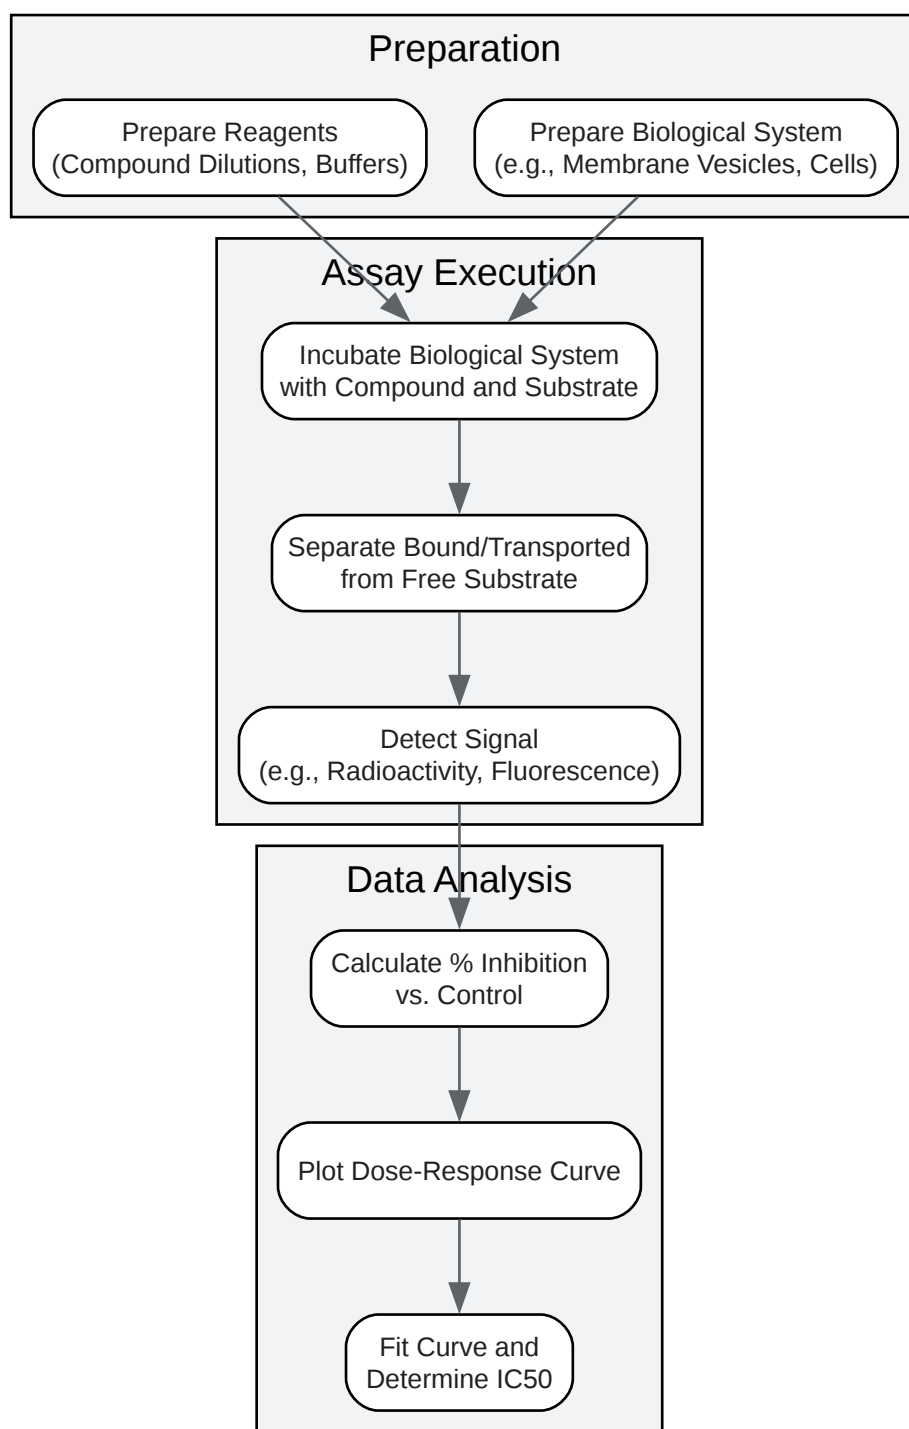 Preparation
Prepare Reagents
(Compound Dilutions, Buffers)
Prepare Biological System
(e.g., Membrane Vesicles, Cells)
Assay Execution
Incubate Biological System
with Compound and Substrate
Separate Bound/Transported
from Free Substrate
Detect Signal
(e.g., Radioactivity, Fluorescence)
Data Analysis
Calculate % Inhibition
vs. Control
Plot Dose-Response Curve
Fit Curve and
Determine IC50